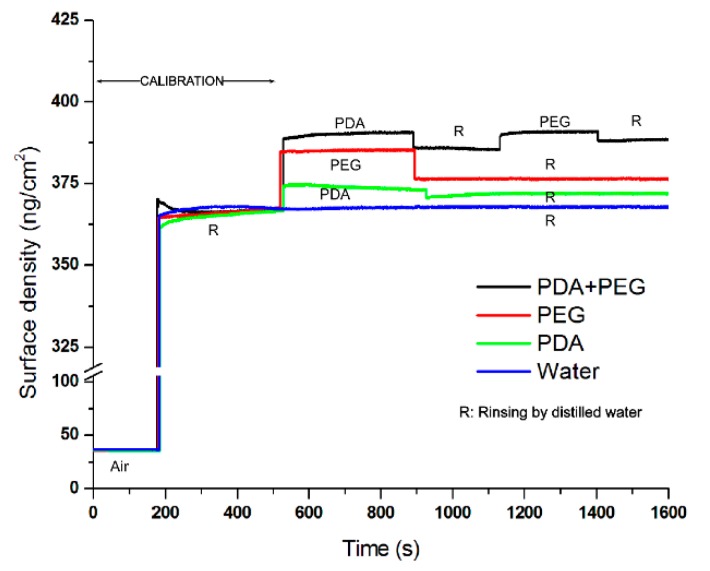 425
CALIBRATION
400
PDA
R
PEG
R
PEG
R
375
PDA
R
R
R
350
Surface density (ng/cm²)
PDA+PEG
PEG
325
PDA
Water
100
R: Rinsing by distilled water
50
Air
0
0 200 400 600 800 1000 1200 1400 1600
Time (s)